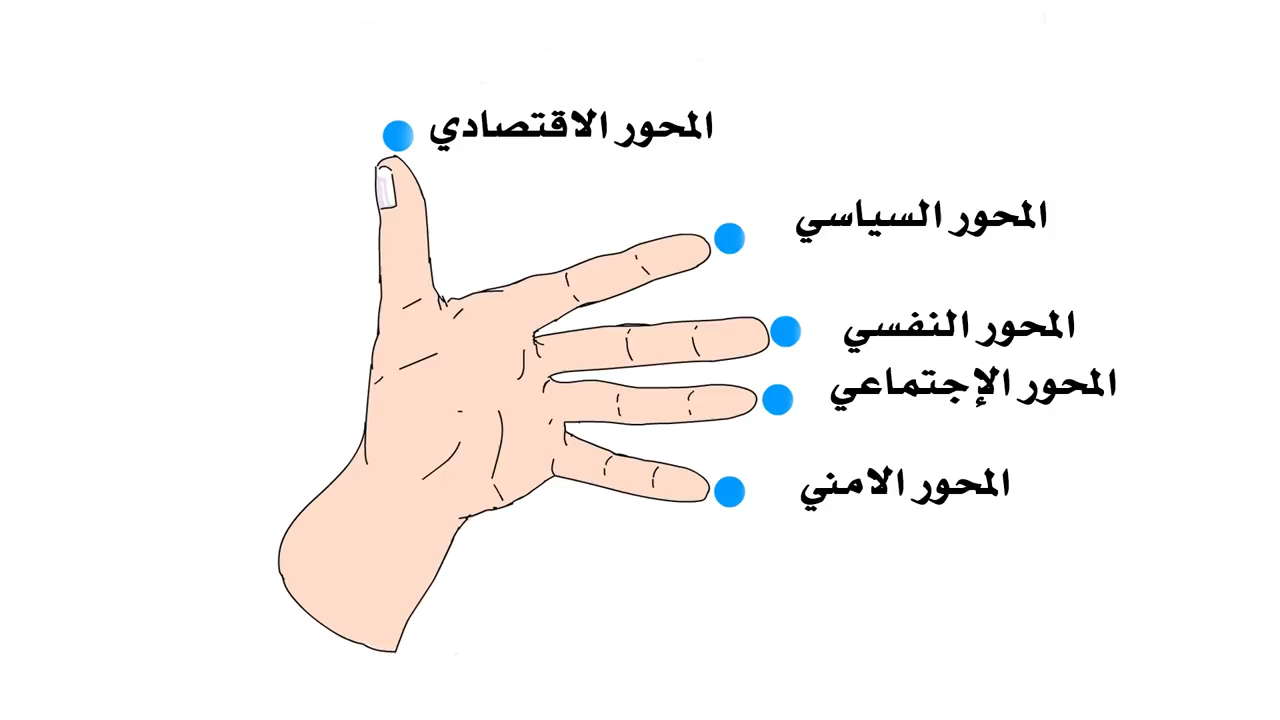 المحور الاقتصادي
المحور السياسي
المحور النفسي
المحور الإجتماعي
المحور الامني